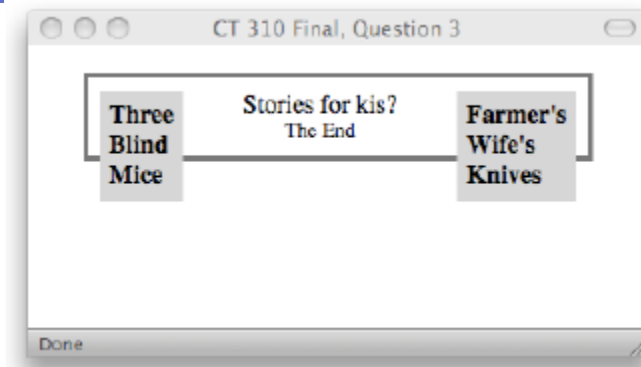 CT 310 Final, Question 3
Three
Blind
Mice
Stories for kis?
The End
Farmer's
Wife's
Knives
Done